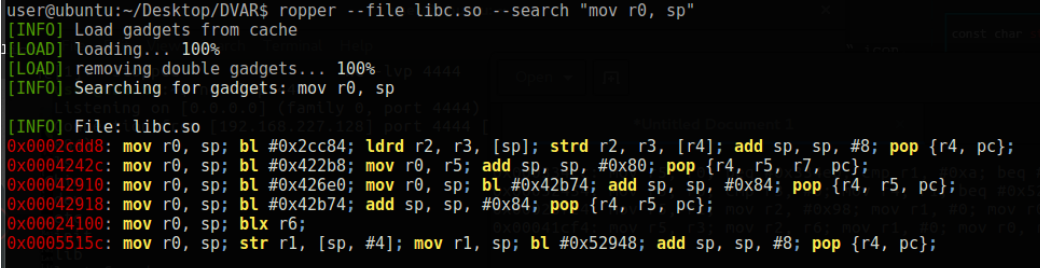 user@ubuntu:~/Desktop/DVAR$ ropper --file libc.so --search "mov r0, sp"
[INFO] Load gadgets from cache
[LOAD] loading... 100%
[LOAD] removing double gadgets... 100%
[INFO] Searching for gadgets: mov r0, sp
[INFO] File: libc.so
0x0002cdd8: mov r0, sp; bl #0x2cc84; ldrd r2, r3, [sp]; strd r2, r3, [r4]; add sp, sp, #8; pop {r4, pc};
0x0004242c: mov r0, sp; bl #0x422b8; mov r0, r5; add sp, sp, #0x80; pop {r4, r5, r7, pc};
0x00042910: mov r0, sp; bl #0x426e0; mov r0, sp; bl #0x42b74; add sp, sp, #0x84; pop {r4, r5, pc};
0x00042918: mov r0, sp; bl #0x42b74; add sp, sp, #0x84; pop {r4, r5, pc};
0x00024100: mov r0, sp; blx r6;
0x0005515c: mov r0, sp; str r1, [sp, #4]; mov r1, sp; bl #0x52948; add sp, sp, #8; pop {r4, pc};